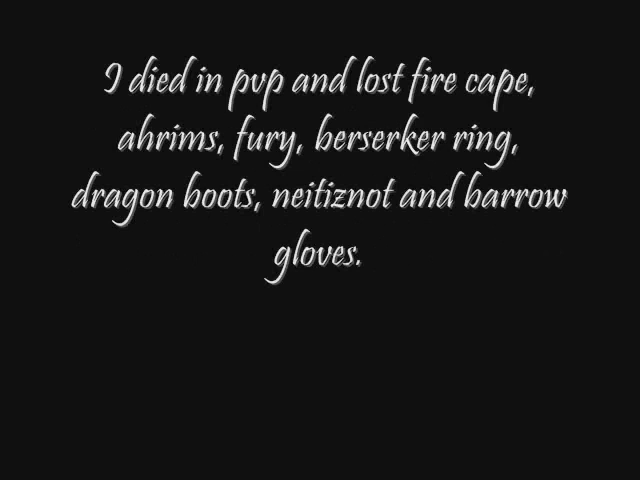 I died in pvp and lost fire cape,
ahrims, fury, berserker ring,
dragon boots, neitiznot and barrow
gloves.